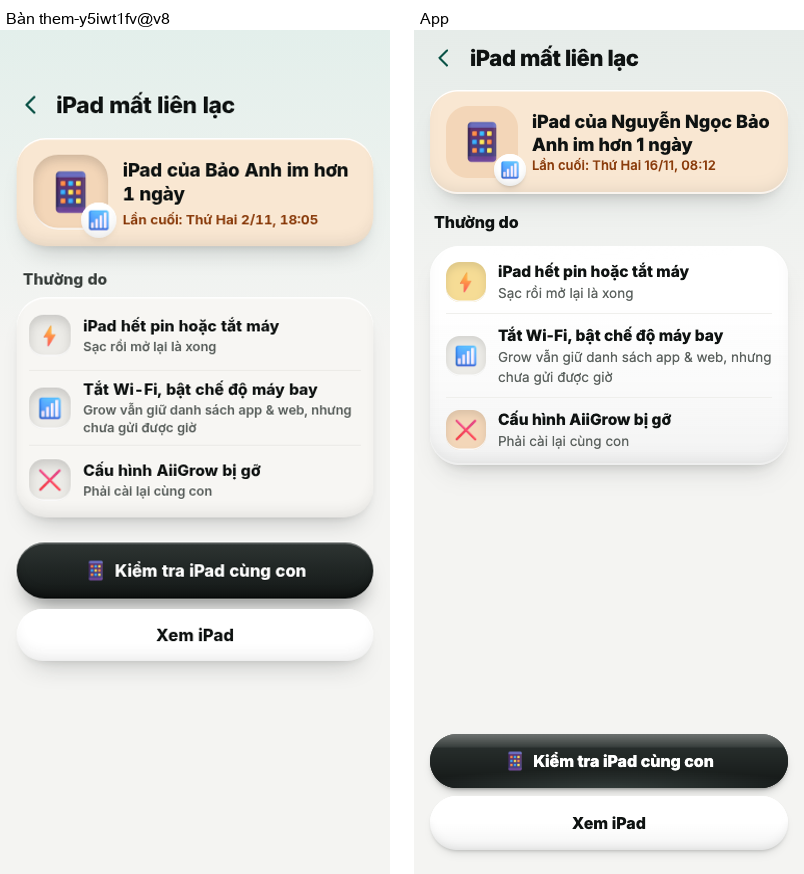 Bản them-y5iwt1fv@v8
iPad mất liên lạc
iPad của Bảo Anh im hơn
1 ngày
Lần cuối: Thứ Hai 2/11, 18:05
Thường do
iPad hết pin hoặc tắt máy
Sạc rồi mở lại là xong
Tắt Wi-Fi, bật chế độ máy bay
Grow vẫn giữ danh sách app & web, nhưng
chưa gửi được giờ
Cấu hình AiiGrow bị gỡ
Phải cài lại cùng con
Kiểm tra iPad cùng con
Xem iPad
App
iPad mất liên lạc
iPad của Nguyễn Ngọc Bảo
Anh im hơn 1 ngày
Lần cuối: Thứ Hai 16/11, 08:12
Thường do
iPad hết pin hoặc tắt máy
Sạc rồi mở lại là xong
Tắt Wi-Fi, bật chế độ máy bay
Grow vẫn giữ danh sách app & web, nhưng
chưa gửi được giờ
Cấu hình AiiGrow bị gỡ
Phải cài lại cùng con
Kiểm tra iPad cùng con
Xem iPad